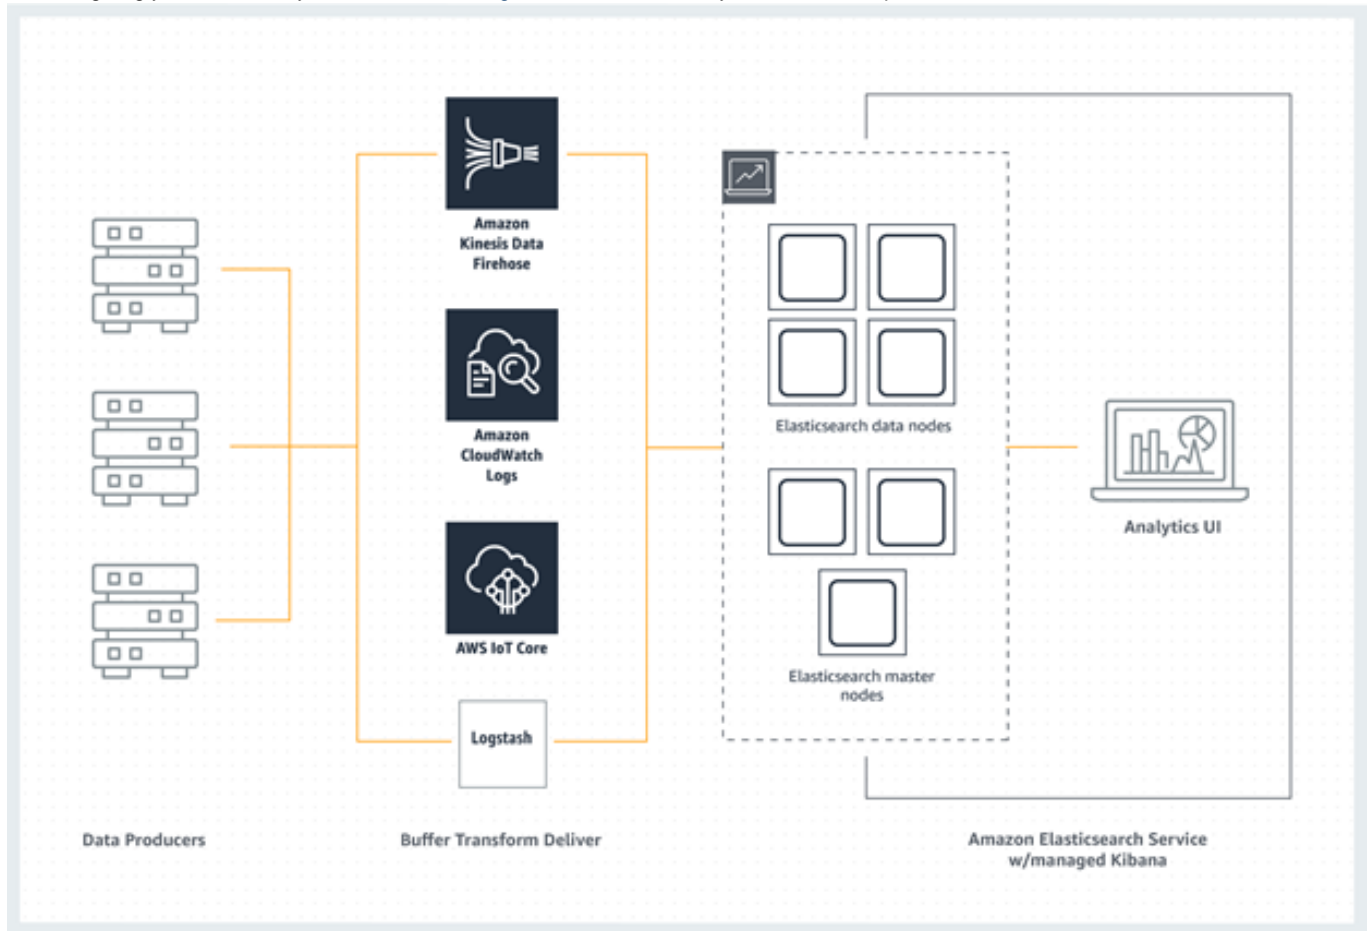 Amazon
Kinesis Data
Firehose
Amazon
CloudWatch
Logs
AWS IoT Core
Logstash
Elasticsearch data nodes
Elasticsearch master
nodes
Analytics UI
Data Producers
Buffer Transform Deliver
Amazon Elasticsearch Service
w/managed Kibana